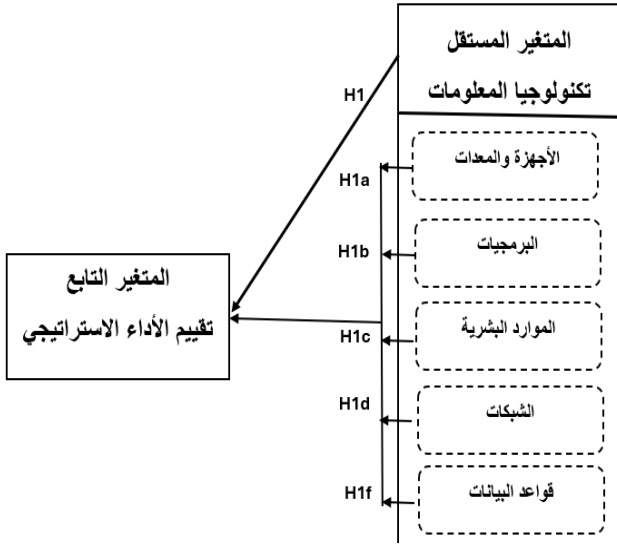 المتغير المستقل
تكنولوجيا المعلومات
H1
الأجهزة والمعدات
H1a
البرمجيات
H1b
المتغير التابع
تقييم الأداء الاستراتيجي
الموارد البشرية
H1c
الشبكات
H1d
قواعد البيانات
H1f